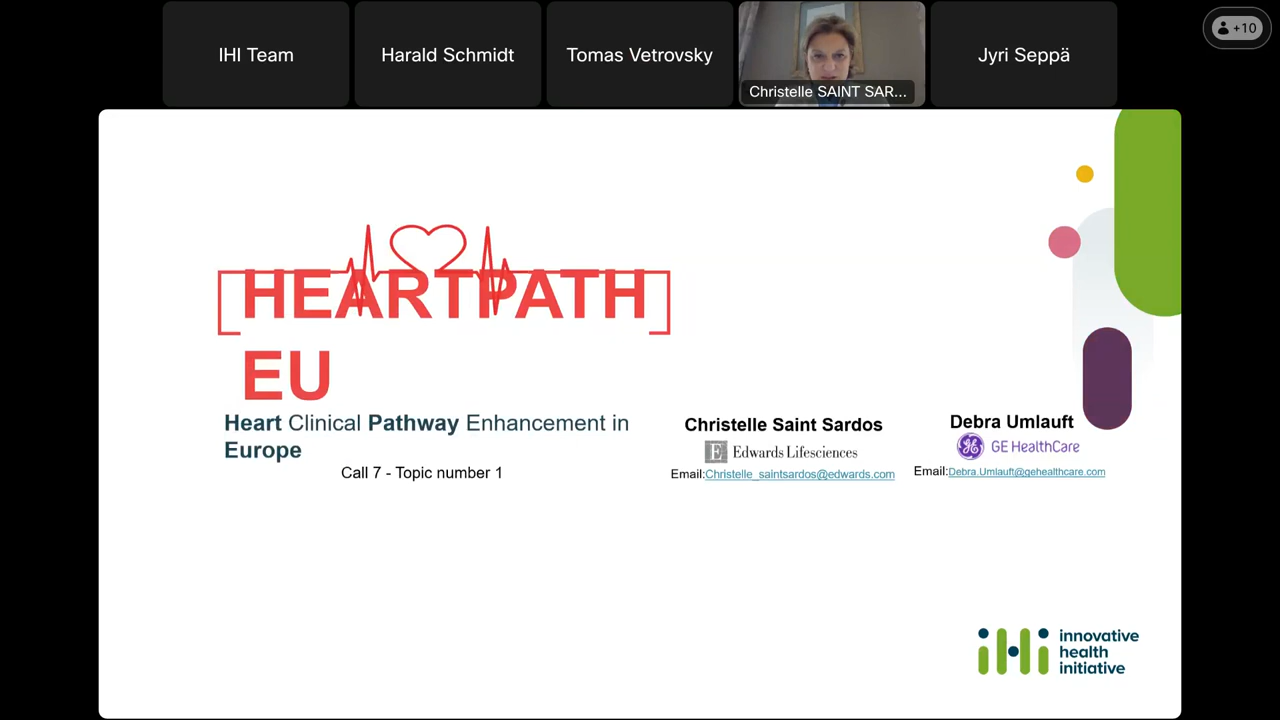 IHI Team
Harald Schmidt
Tomas Vetrovsky
Christelle SAINT SAR...
Jyri Seppä
+10
HEARTPATH
EU
Heart Clinical Pathway Enhancement in
Europe
Call 7 - Topic number 1
Christelle Saint Sardos
E Edwards Lifesciences
Email:Christelle_saintsardos@edwards.com
Debra Umlauft
GE HealthCare
Email:Debra.Umlauft@gehealthcare.com
iHi innovative
health
initiative